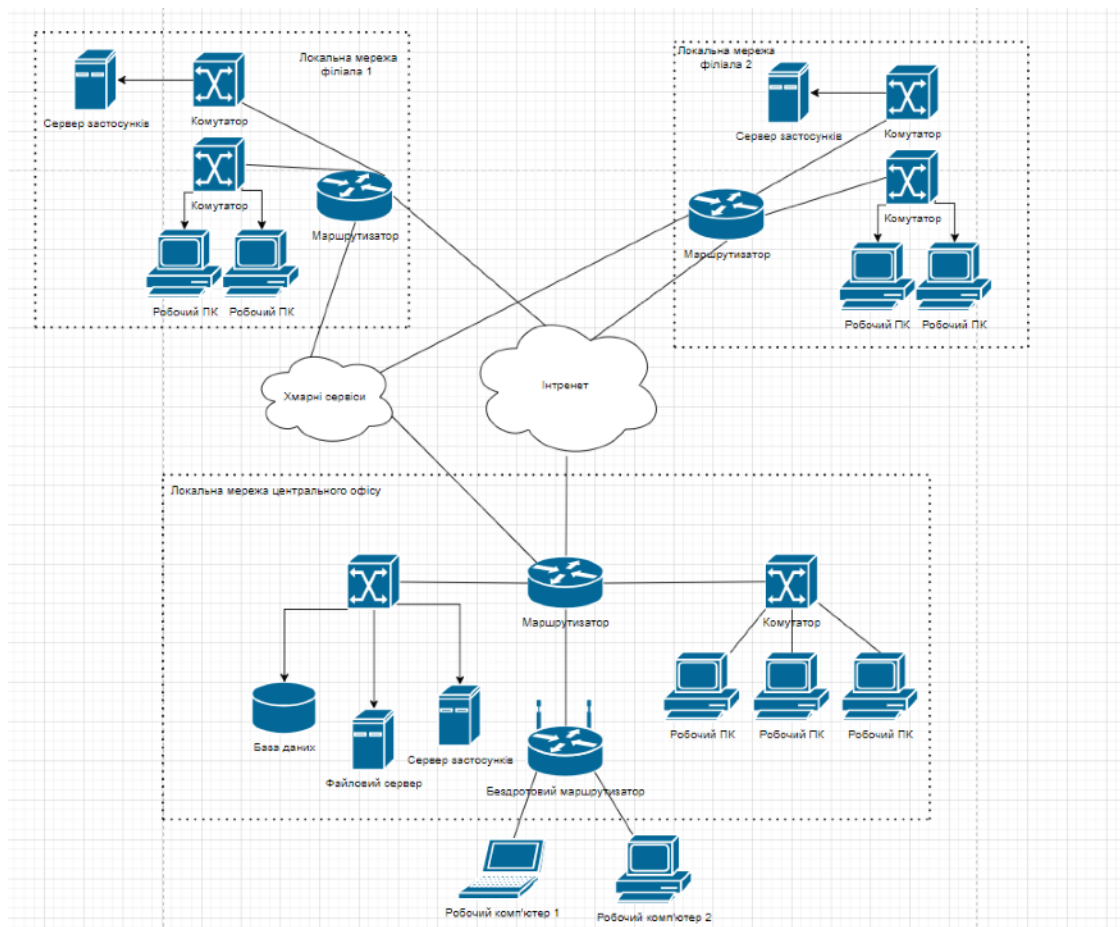 Локальна мережа
філіала 1
Сервер застосунків
Комутатор
Комутатор
Маршрутизатор
Робочий ПК
Робочий ПК
Локальна мережа
філіала 2
Сервер застосунків
Комутатор
Комутатор
Маршрутизатор
Робочий ПК
Робочий ПК
Хмарні сервіси
Інтренет
Локальна мережа центрального офісу
Маршрутизатор
Комутатор
База даних
Файловий сервер
Сервер застосунків
Бездротовий маршрутизатор
Робочий ПК
Робочий ПК
Робочий ПК
Робочий комп'ютер 1
Робочий комп'ютер 2